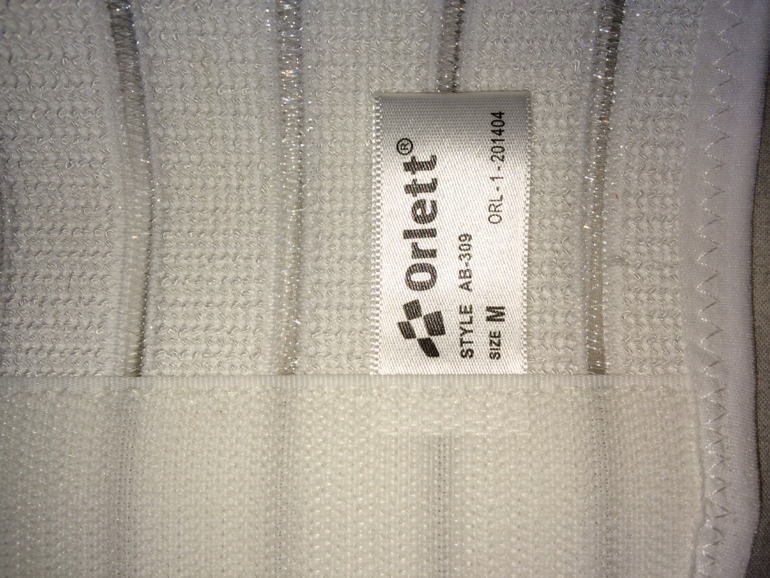 Orlett®
STYLE AB-309
SIZE M ORL-1-201404